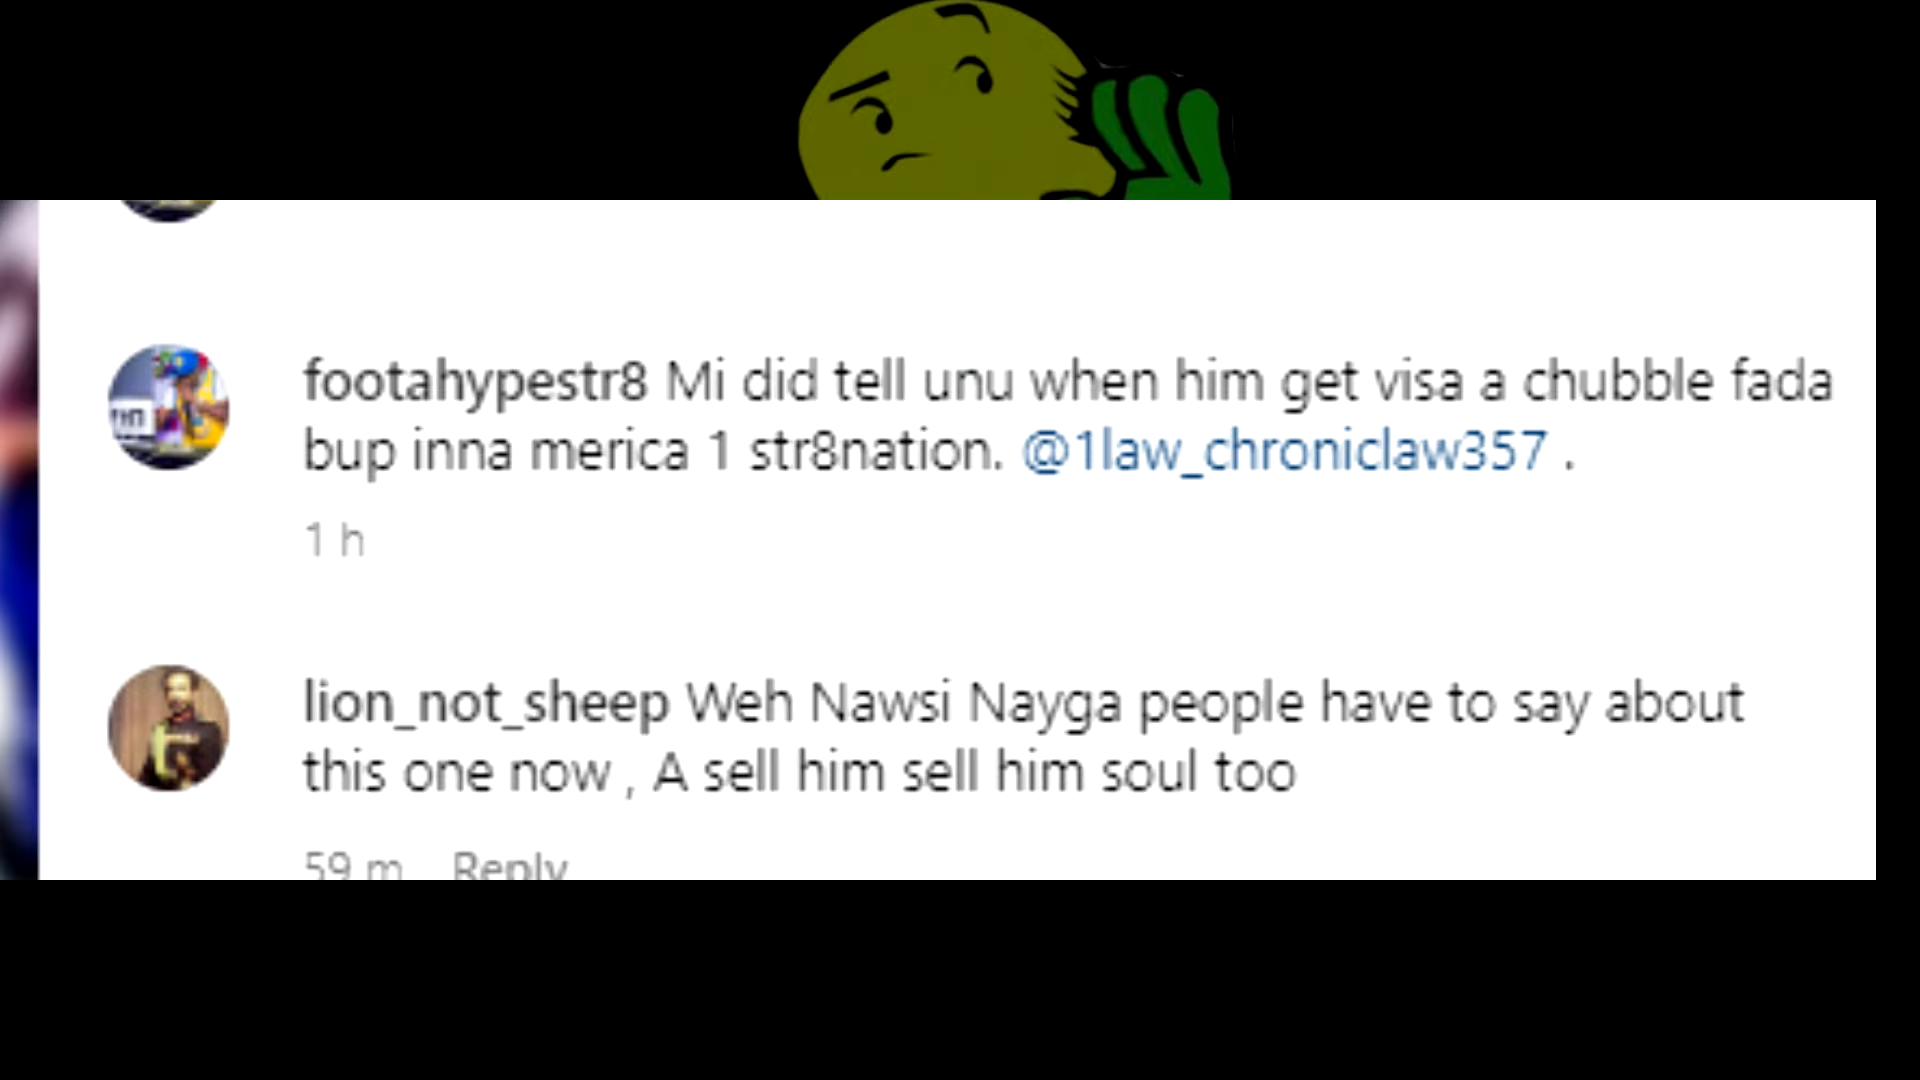 footahypestr8 Mi did tell unu when him get visa a chubble fada
bup inna merica 1 str8nation. @1law_chroniclaw357 .
1 h
lion_not_sheep Weh Nawsi Nayga people have to say about
this one now , A sell him sell him soul too
59 m Reply